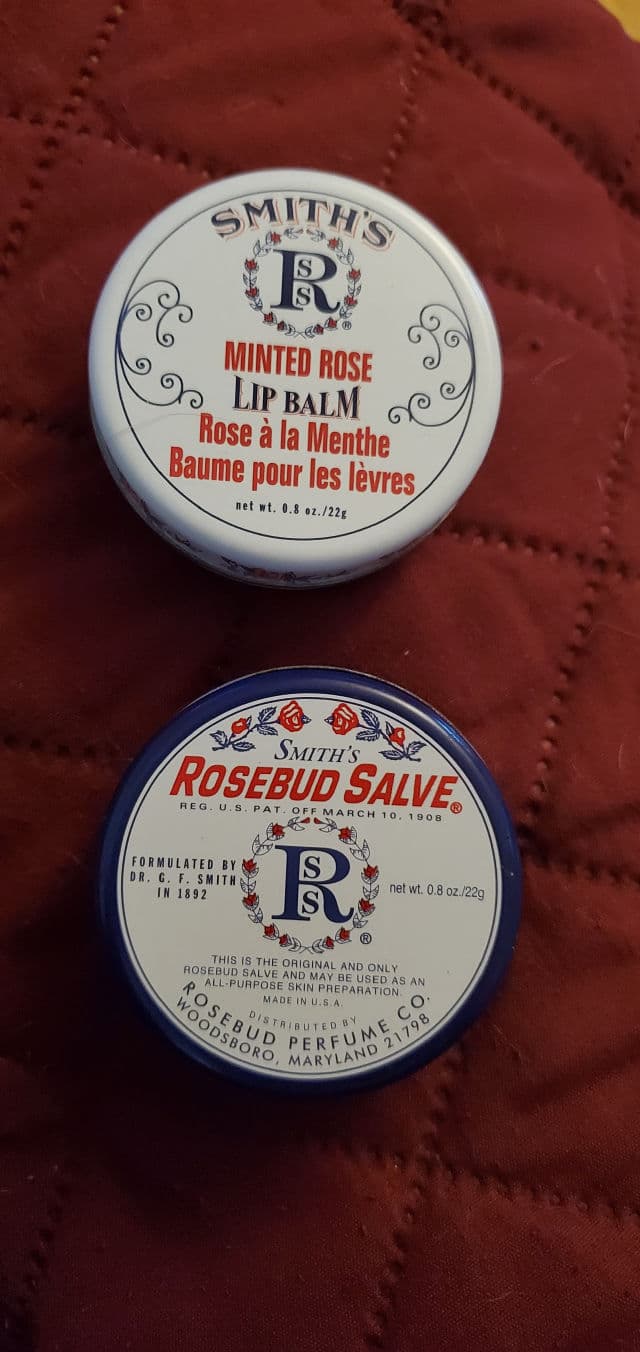 SMITH'S
R
S
S
®
MINTED ROSE
LIP BALM
Rose à la Menthe
Baume pour les lèvres
net wt. 0.8 oz./22g
SMITH'S
ROSEBUD SALVE®
REG. U.S. PAT. OFF MARCH 10, 1908
FORMULATED BY
DR. G. F. SMITH
IN 1892
R
S
S
®
net wt. 0.8 oz./22g
THIS IS THE ORIGINAL AND ONLY
ROSEBUD SALVE AND MAY BE USED AS AN
ALL-PURPOSE SKIN PREPARATION.
MADE IN U.S.A.
DISTRIBUTED BY
ROSEBUD PERFUME CO.
WOODSBORO, MARYLAND 21798